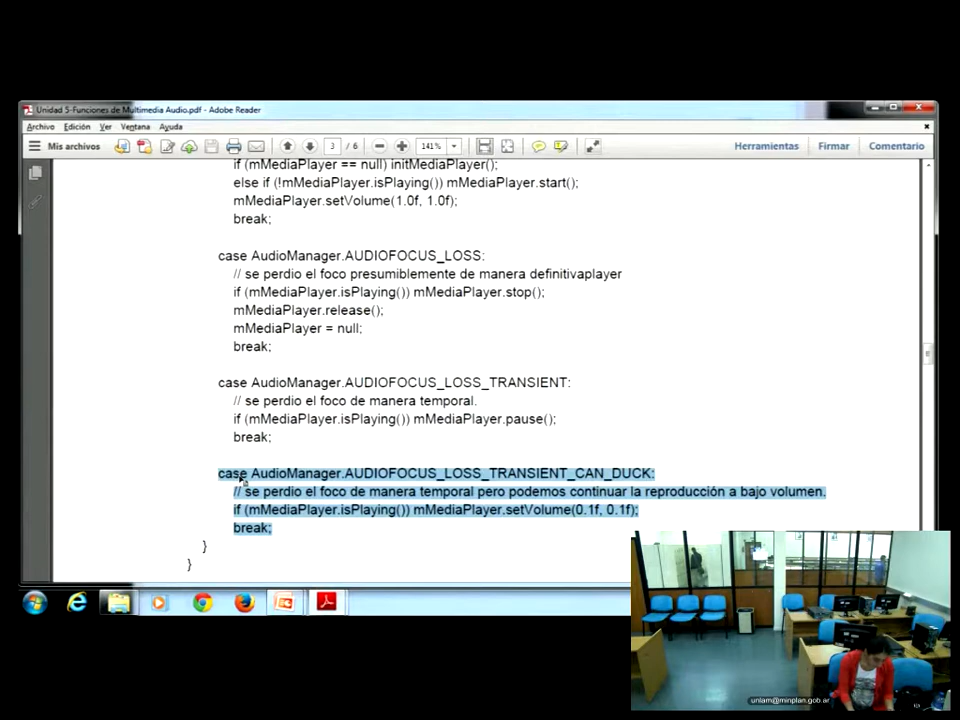 Unidad 5-Funciones de Multimedia Audio.pdf - Adobe Reader
Archivo Edición Ver Ventana Ayuda
Mis archivos 3 / 6 141% Herramientas Firmar Comentario
if (mMediaPlayer == null) initMediaPlayer();
else if (!mMediaPlayer.isPlaying()) mMediaPlayer.start();
mMediaPlayer.setVolume(1.0f, 1.0f);
break;
case AudioManager.AUDIOFOCUS_LOSS:
// se perdio el foco presumiblemente de manera definitivaplayer
if (mMediaPlayer.isPlaying()) mMediaPlayer.stop();
mMediaPlayer.release();
mMediaPlayer = null;
break;
case AudioManager.AUDIOFOCUS_LOSS_TRANSIENT:
// se perdio el foco de manera temporal.
if (mMediaPlayer.isPlaying()) mMediaPlayer.pause();
break;
case AudioManager.AUDIOFOCUS_LOSS_TRANSIENT_CAN_DUCK:
// se perdio el foco de manera temporal pero podemos continuar la reproducción a bajo volumen.
if (mMediaPlayer.isPlaying()) mMediaPlayer.setVolume(0.1f, 0.1f);
break;
}
}
unlam@minplan.gob.ar